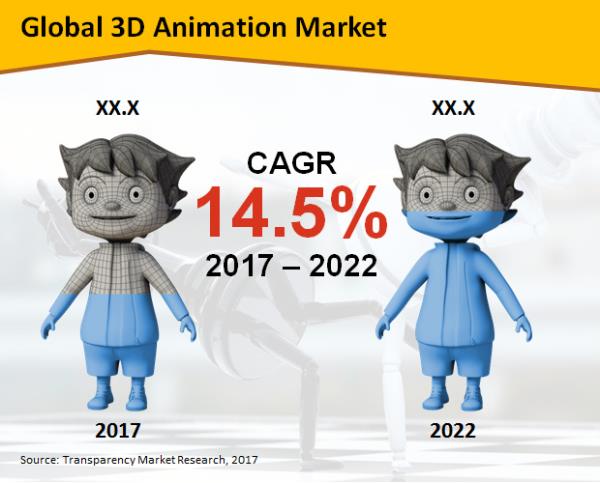 Global 3D Animation Market
XX.X
XX.X
CAGR
14.5%
2017 – 2022
2017
2022
Source: Transparency Market Research, 2017